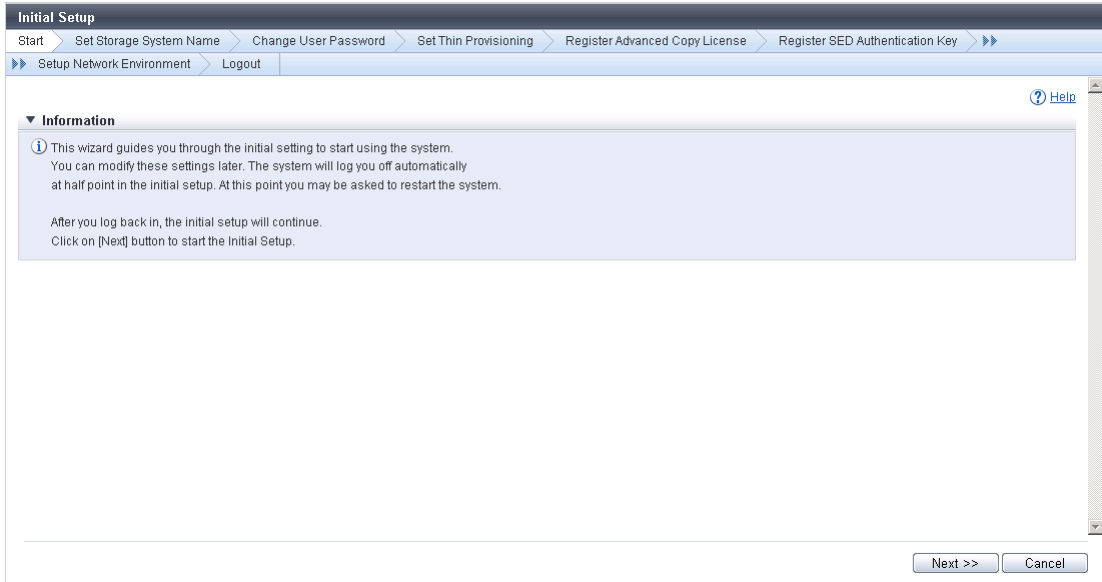 Initial Setup
Start Set Storage System Name Change User Password Set Thin Provisioning Register Advanced Copy License Register SED Authentication Key
Setup Network Environment Logout
? Help
Information
i This wizard guides you through the initial setting to start using the system.
You can modify these settings later. The system will log you off automatically
at half point in the initial setup. At this point you may be asked to restart the system.
After you log back in, the initial setup will continue.
Click on [Next] button to start the Initial Setup.
Next >> Cancel